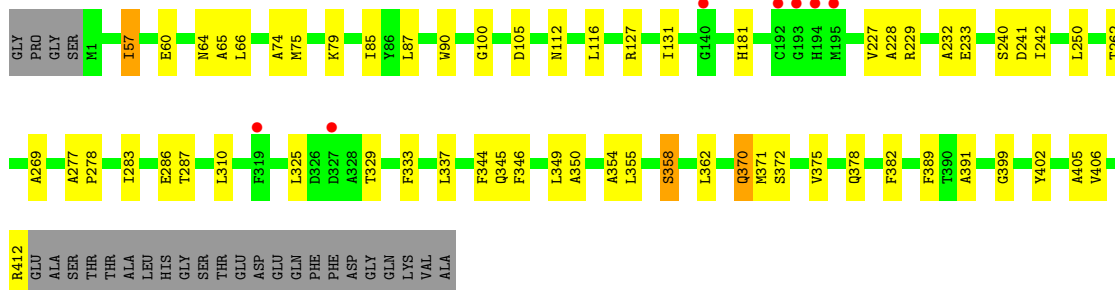 GLY PRO GLY SER M1 I57 E60 N64 A65 L66 A74 M75 K79 I85 Y86 L87 W90 G100 D105 N112 L116 R127 I131 G140 H181 C192 G193 H194 M195 V227 A228 R229 A232 E233 S240 D241 I242 L250
A269 A277 P278 I283 E286 T287 L310 F319 L325 D326 D327 A328 T329 F333 L337 F344 Q345 F346 L349 A350 A354 L355 S358 L362 Q370 M371 S372 V375 Q378 F382 F389 T390 A391 G399 Y402 A405 V406
R412 GLU ALA SER THR THR ALA LEU HIS GLY SER THR GLU ASP GLU GLN PHE PHE ASP GLY GLN LYS VAL ALA